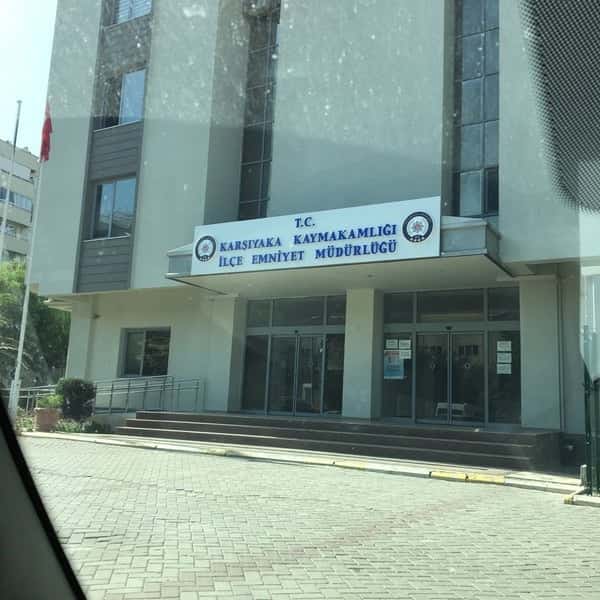 T.C.
KARŞIYAKA KAYMAKAMLIĞI
İLÇE EMNİYET MÜDÜRLÜĞÜ